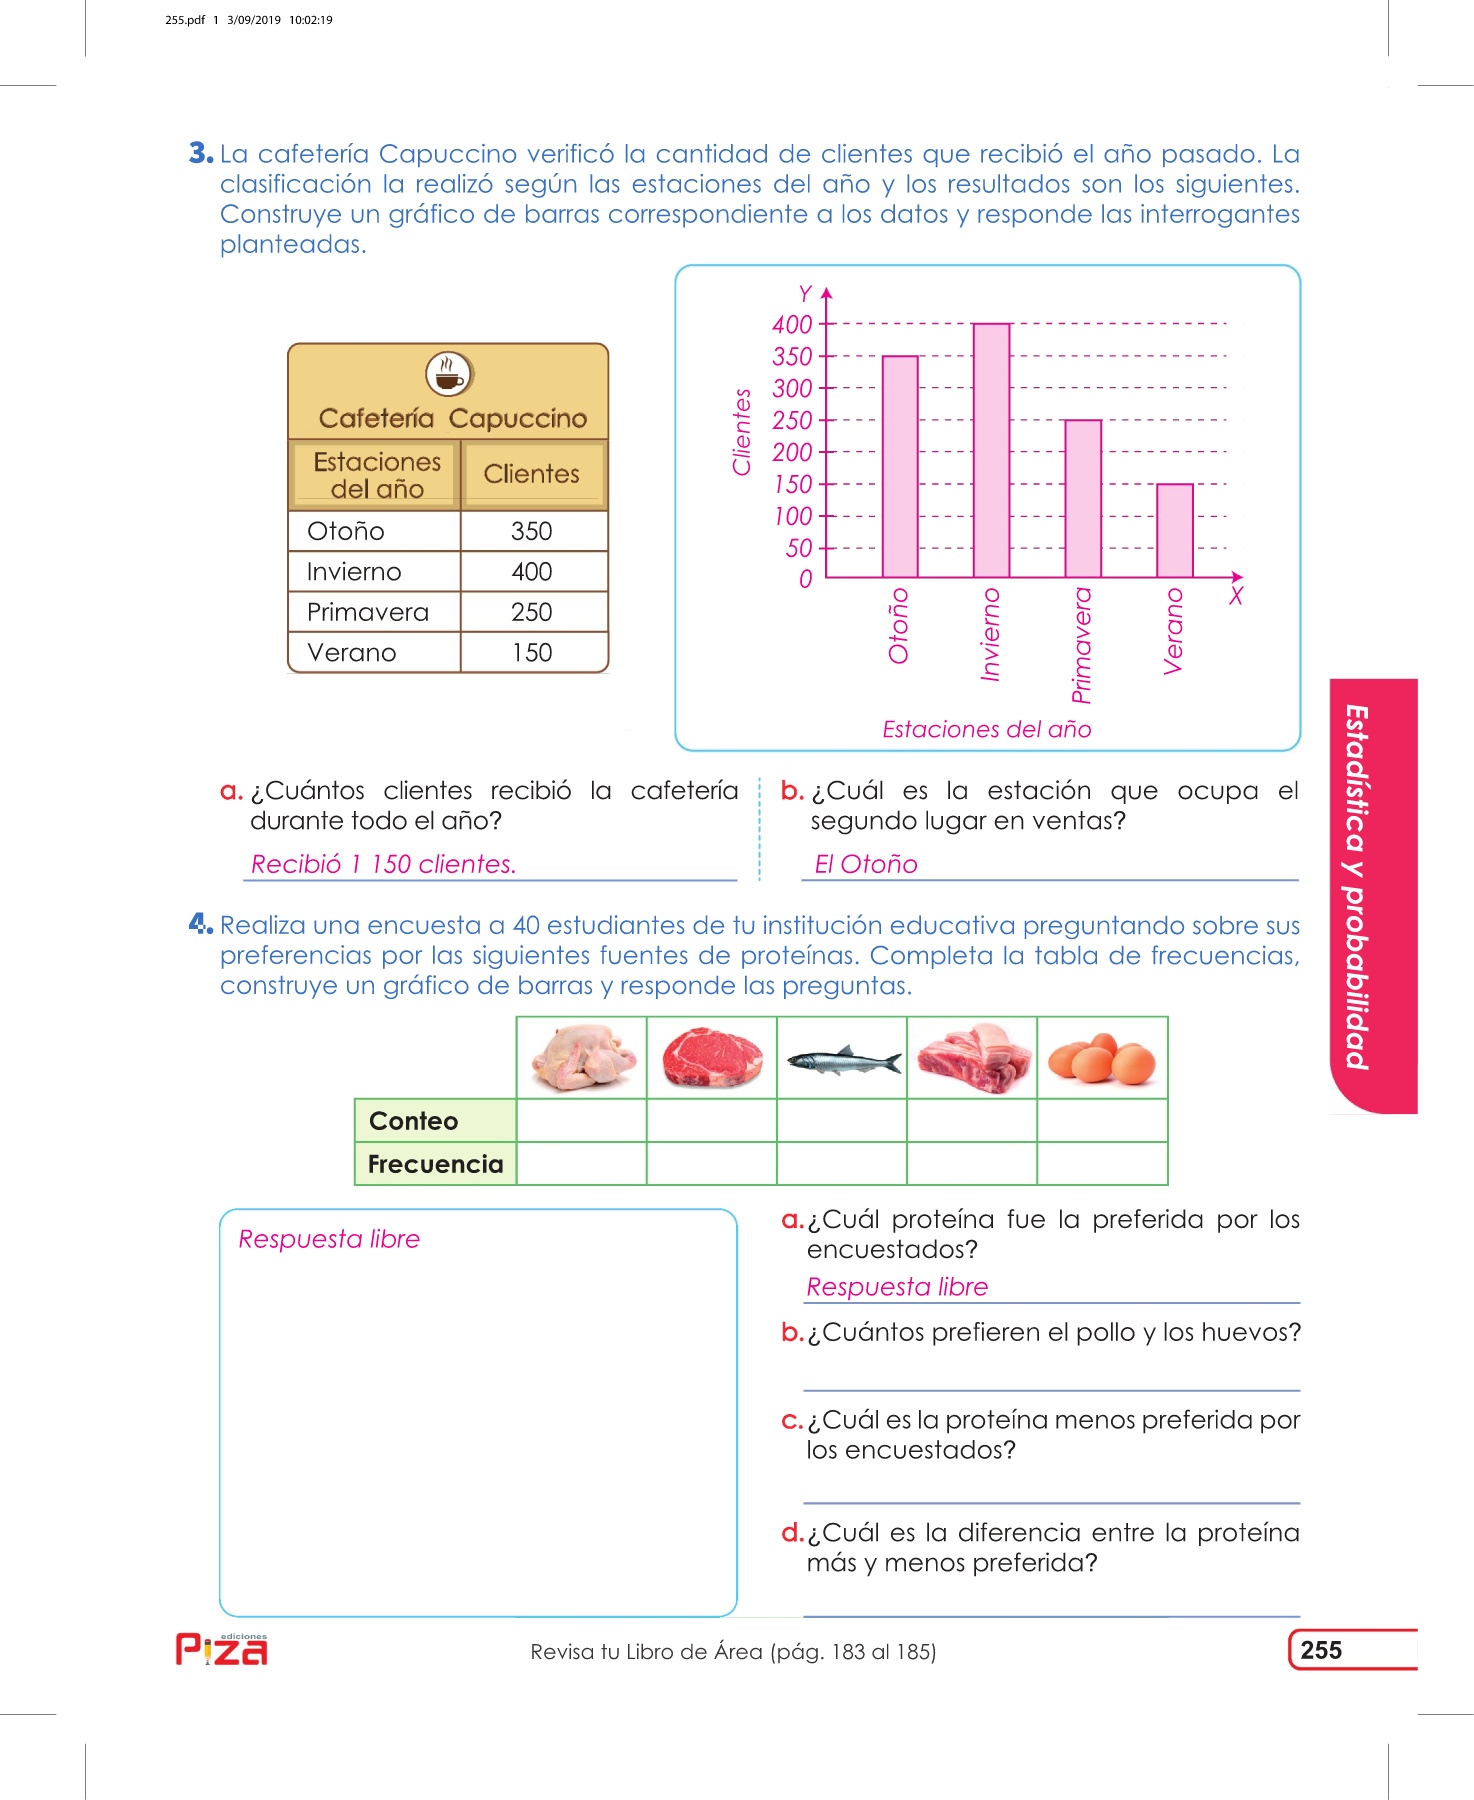 255.pdf 1 3/09/2019 10:02:19
3. La cafetería Capuccino verificó la cantidad de clientes que recibió el año pasado. La
clasificación la realizó según las estaciones del año y los resultados son los siguientes.
Construye un gráfico de barras correspondiente a los datos y responde las interrogantes
planteadas.
Cafetería Capuccino
Estaciones
del año
Clientes
Otoño 350
Invierno 400
Primavera 250
Verano 150
Y
400
350
300
250
200
150
100
50
0
Clientes
X
Otoño
Invierno
Primavera
Verano
Estaciones del año
a. ¿Cuántos clientes recibió la cafetería
durante todo el año?
Recibió 1 150 clientes.
b. ¿Cuál es la estación que ocupa el
segundo lugar en ventas?
El Otoño
Estadística y probabilidad
4. Realiza una encuesta a 40 estudiantes de tu institución educativa preguntando sobre sus
preferencias por las siguientes fuentes de proteínas. Completa la tabla de frecuencias,
construye un gráfico de barras y responde las preguntas.
Conteo
Frecuencia
Respuesta libre
a. ¿Cuál proteína fue la preferida por los
encuestados?
Respuesta libre
b. ¿Cuántos prefieren el pollo y los huevos?
c. ¿Cuál es la proteína menos preferida por
los encuestados?
d. ¿Cuál es la diferencia entre la proteína
más y menos preferida?
ediciones
Piza
Revisa tu Libro de Área (pág. 183 al 185)
255